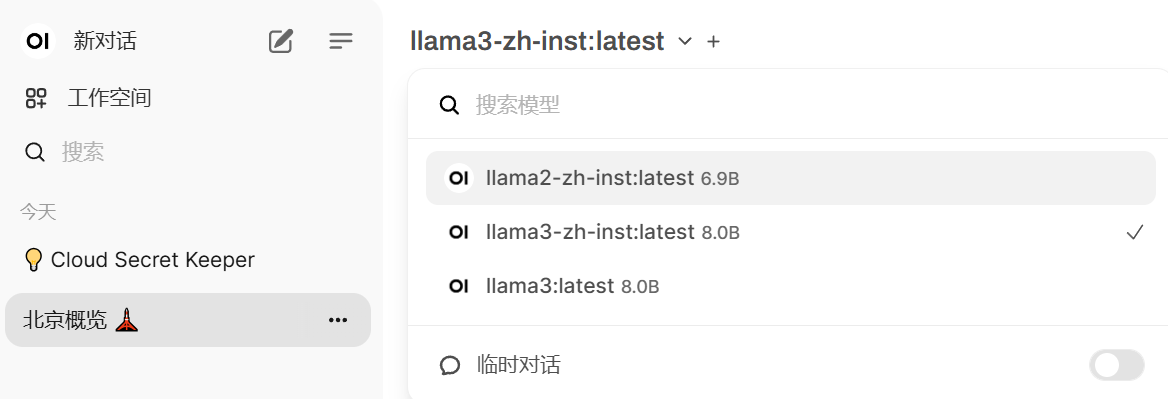 OI 新对话
工作空间
搜索
今天
Cloud Secret Keeper
北京概览
llama3-zh-inst:latest
搜索模型
OI llama2-zh-inst:latest 6.9B
OI llama3-zh-inst:latest 8.0B
OI llama3:latest 8.0B
临时对话